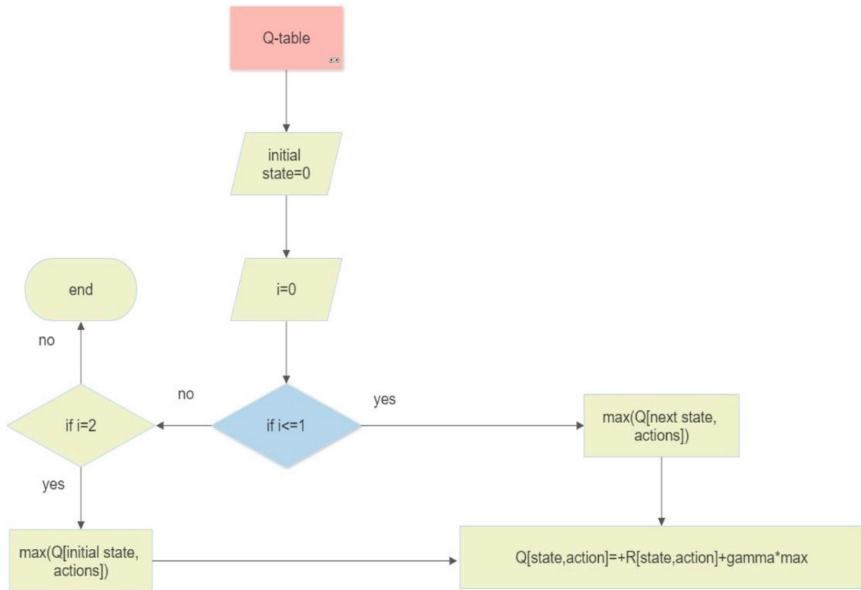 Q-table
initial
state=0
i=0
end
no
if i=2
no
if i<=1
yes
max(Q[next state,
actions])
yes
max(Q[initial state,
actions])
Q[state,action]=+R[state,action]+gamma*max